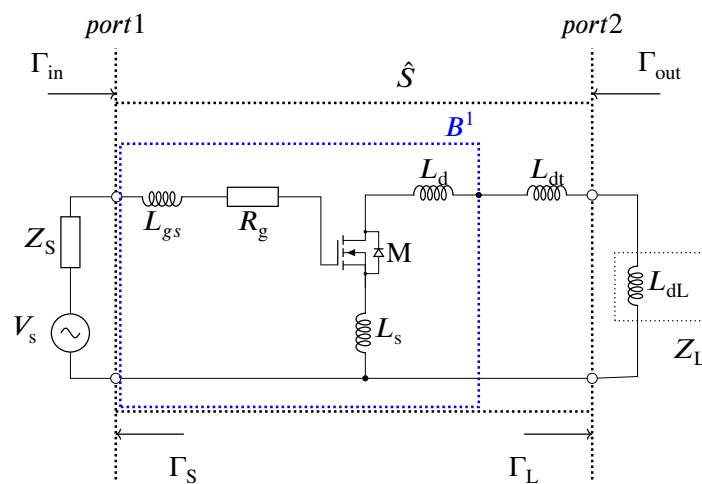 port1
port2
Γin
Ŝ
Γout
B¹
Ld
Ldt
Lgs
Rg
ZS
M
LdL
Vs
Ls
ZL
ΓS
ΓL